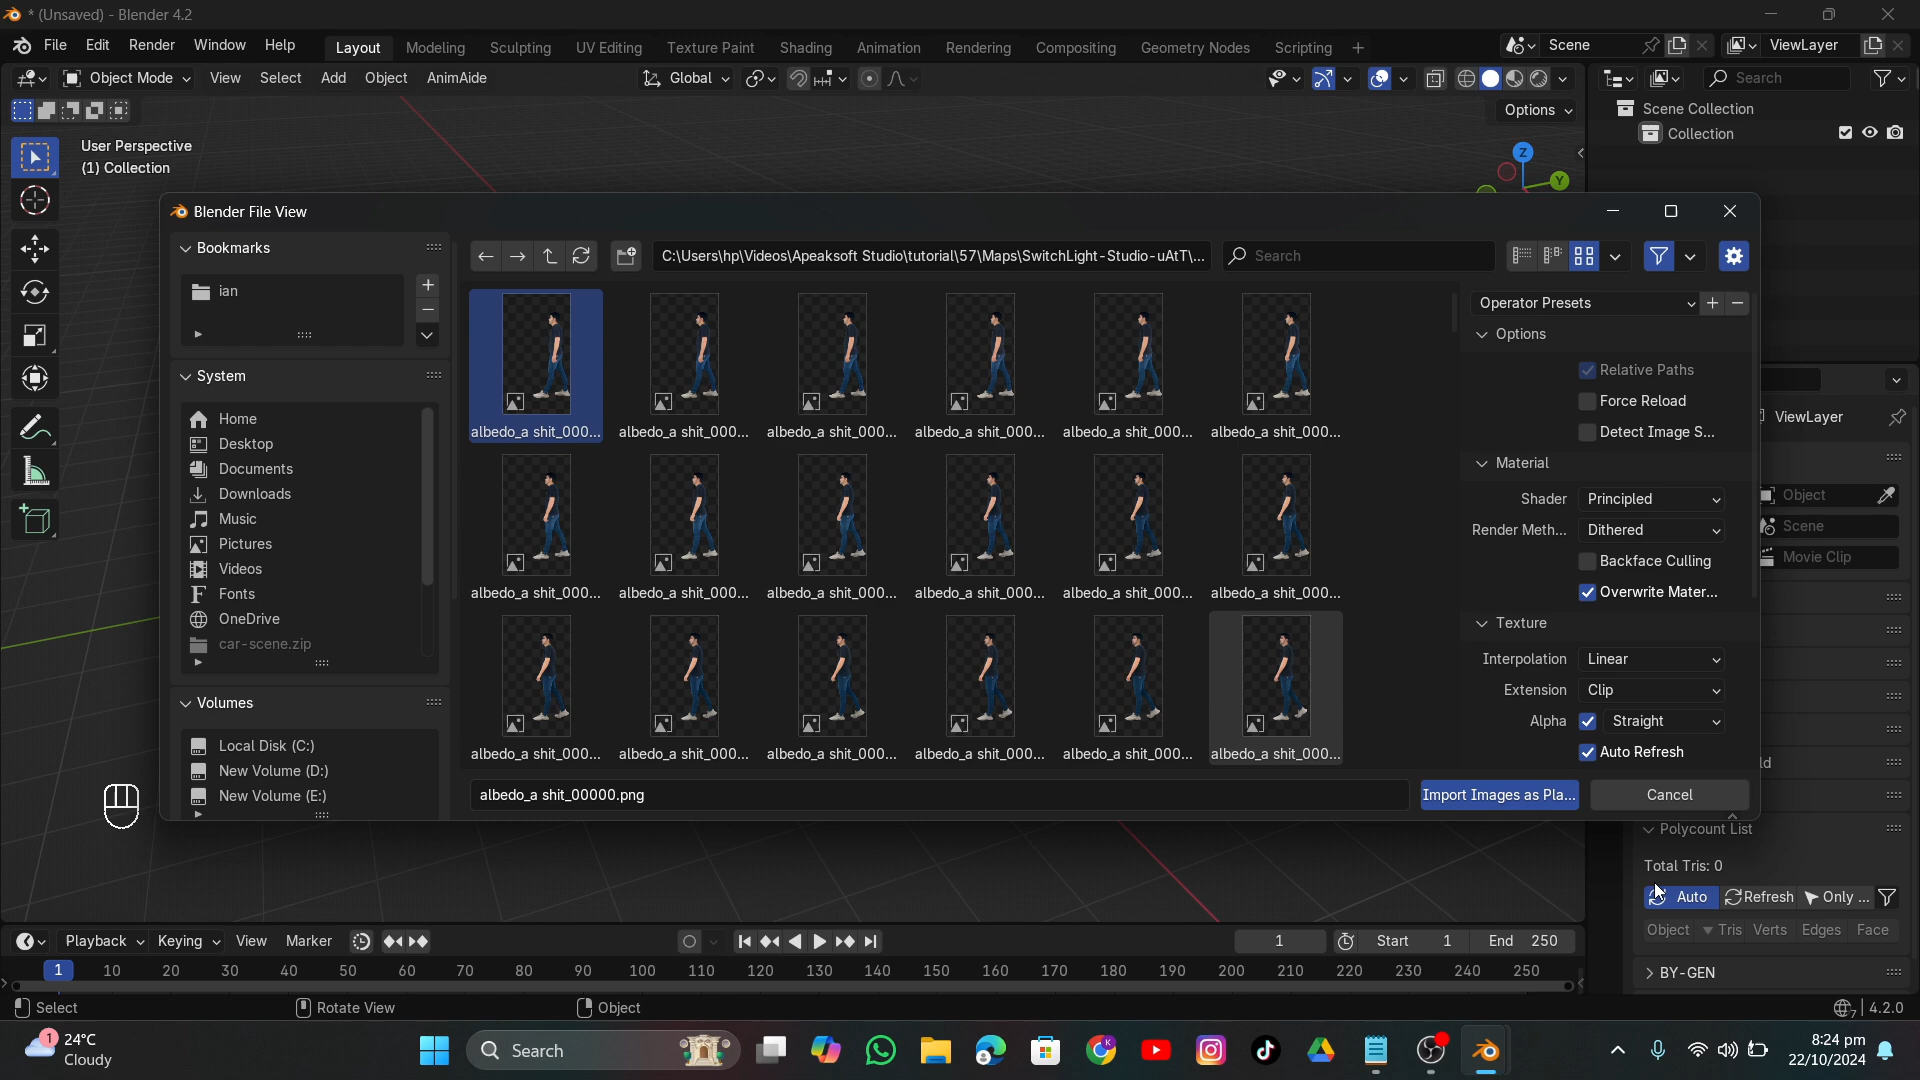 * (Unsaved) - Blender 4.2
File Edit Render Window Help Layout Modeling Sculpting UV Editing Texture Paint Shading Animation Rendering Compositing Geometry Nodes Scripting + Scene ViewLayer
Object Mode View Select Add Object AnimAide Global Search
Options
Scene Collection
Collection
User Perspective
(1) Collection
Z
Y
Blender File View
Bookmarks
ian
C:\Users\hp\Videos\Apeaksoft Studio\tutorial\57\Maps\SwitchLight-Studio-uAtT\... Search
System
Home
Desktop
Documents
Downloads
Music
Pictures
Videos
Fonts
OneDrive
car-scene.zip
Volumes
Local Disk (C:)
New Volume (D:)
New Volume (E:)
albedo_a shit_000... albedo_a shit_000... albedo_a shit_000... albedo_a shit_000... albedo_a shit_000... albedo_a shit_000...
albedo_a shit_000... albedo_a shit_000... albedo_a shit_000... albedo_a shit_000... albedo_a shit_000... albedo_a shit_000...
albedo_a shit_000... albedo_a shit_000... albedo_a shit_000... albedo_a shit_000... albedo_a shit_000... albedo_a shit_000...
albedo_a shit_00000.png
Operator Presets
Options
Relative Paths
Force Reload
Detect Image S...
Material
Shader Principled
Render Meth... Dithered
Backface Culling
Overwrite Mater...
Texture
Interpolation Linear
Extension Clip
Alpha Straight
Auto Refresh
Import Images as Pla... Cancel
ViewLayer
Object
Scene
Movie Clip
ld
Polycount List
Total Tris: 0
Auto Refresh Only ...
Object Tris Verts Edges Face
BY-GEN
Playback Keying View Marker 1 Start 1 End 250
1 10 20 30 40 50 60 70 80 90 100 110 120 130 140 150 160 170 180 190 200 210 220 230 240 250
Select Rotate View Object 4.2.0
1 24°C
Cloudy
Search
8:24 pm
22/10/2024